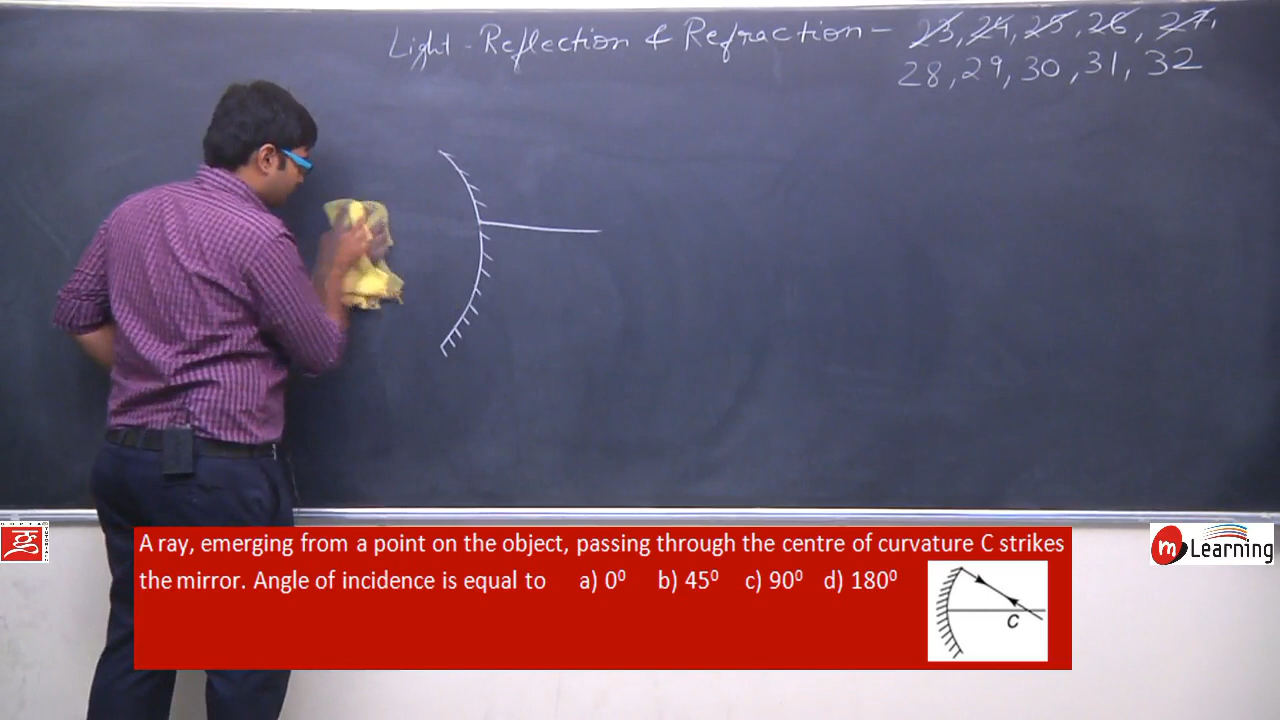 Light - Reflection & Refraction - 23, 24, 25, 26, 27,
28, 29, 30, 31, 32
A ray, emerging from a point on the object, passing through the centre of curvature C strikes
the mirror. Angle of incidence is equal to a) 0⁰ b) 45⁰ c) 90⁰ d) 180⁰
C
m Learning